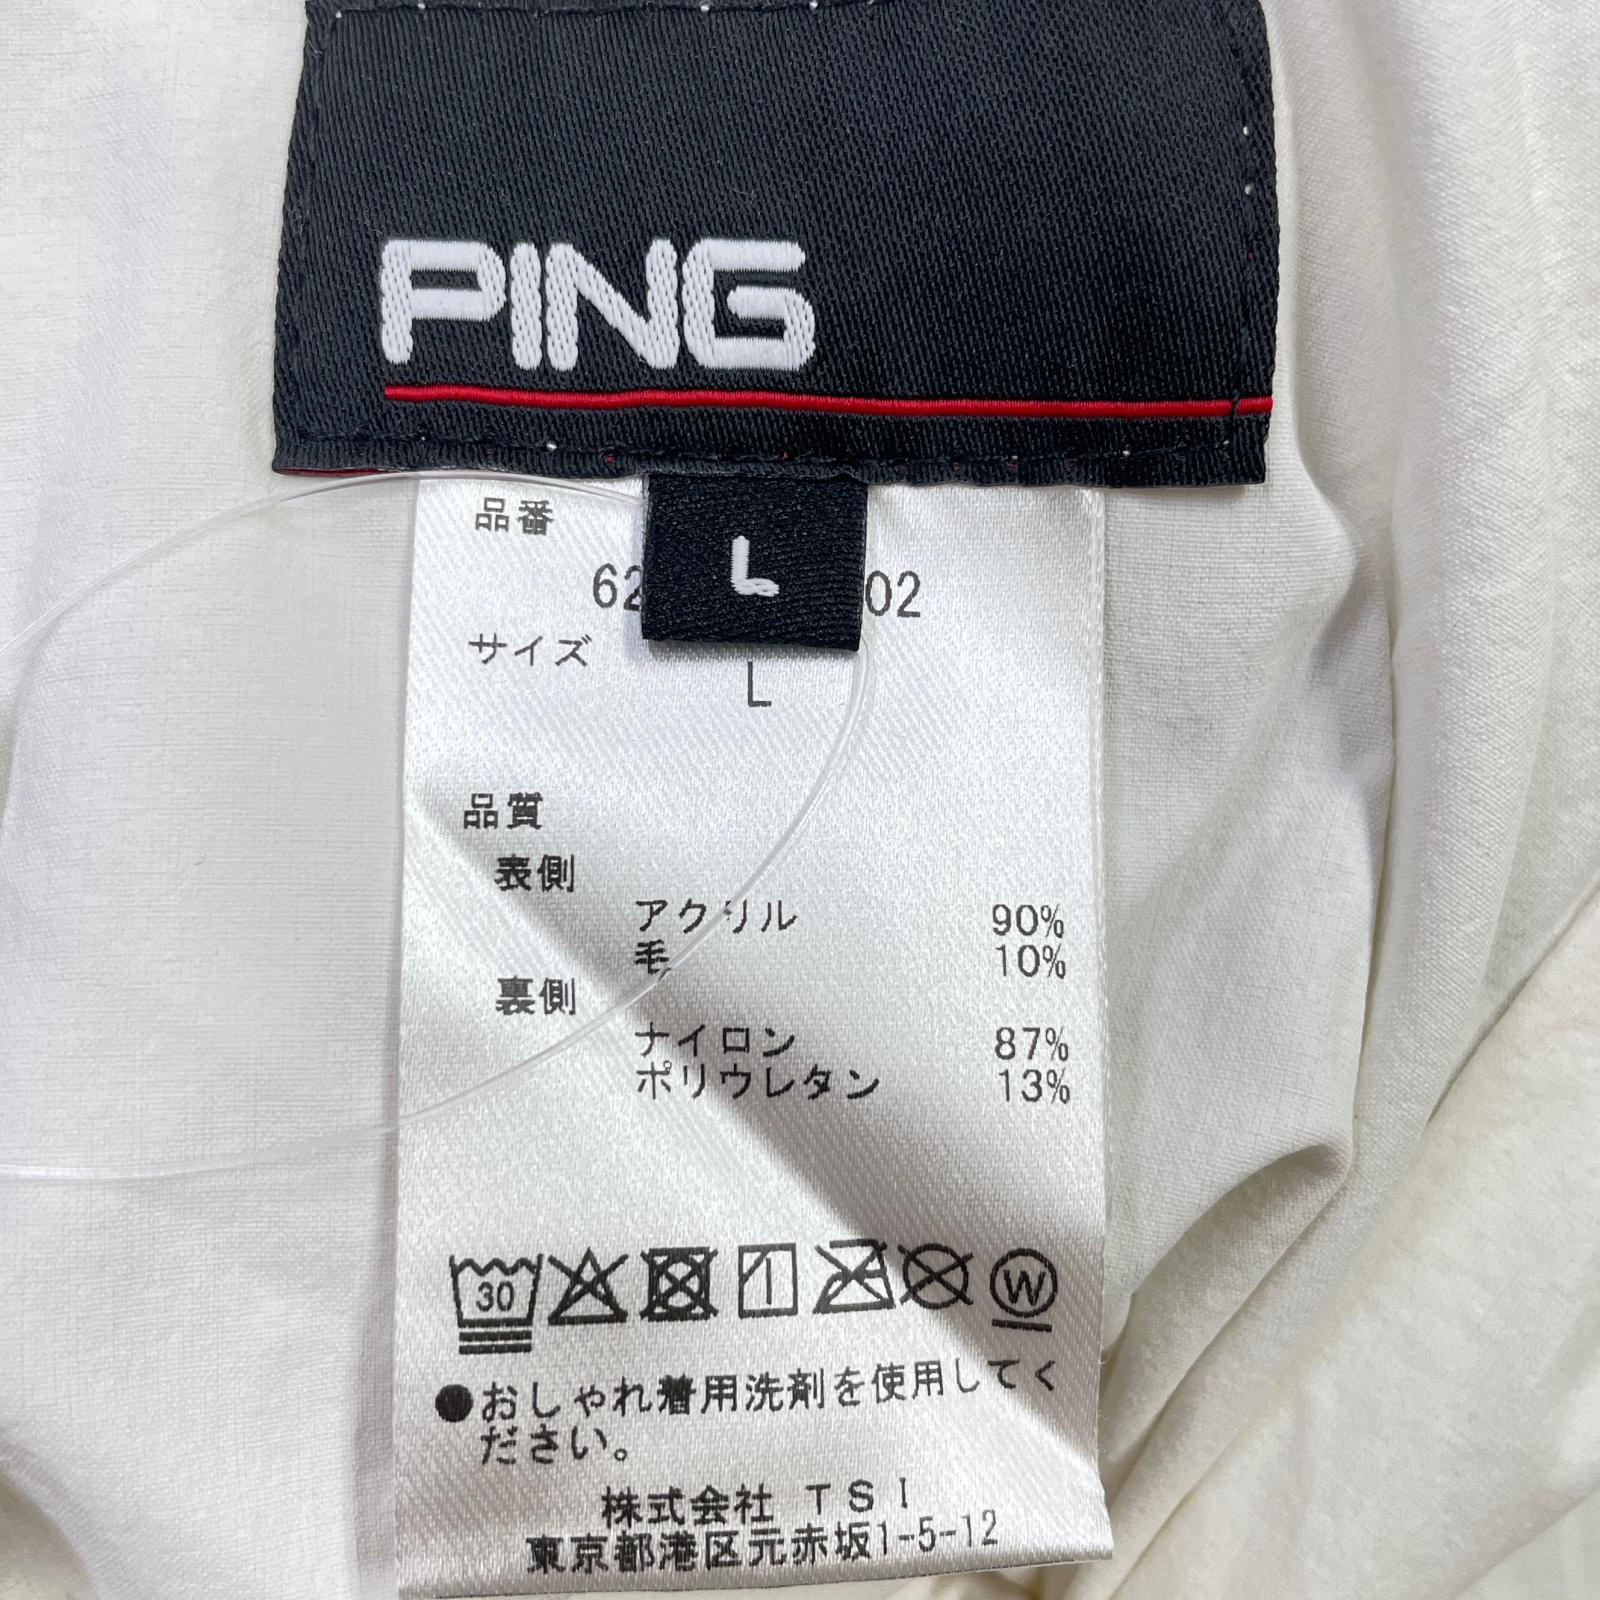 PING
L
品番
サイズ
L
品質
表側
アクリル 90%
毛 10%
裏側
ナイロン 87%
ポリウレタン 13%
30 1 W
●おしゃれ着用洗剤を使用してく
ださい。
株式会社 TSI
東京都港区元赤坂1-5-12